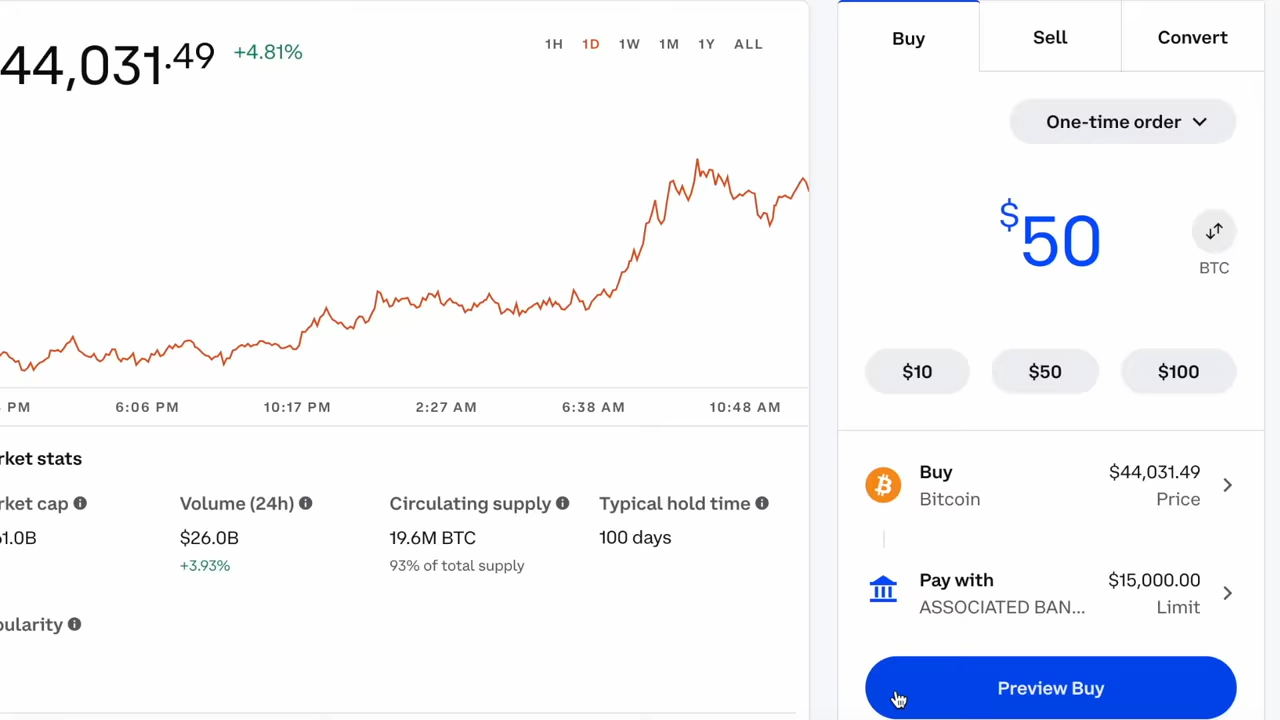 44,031.49 +4.81%
1H 1D 1W 1M 1Y ALL
PM 6:06 PM 10:17 PM 2:27 AM 6:38 AM 10:48 AM
rket stats
rket cap Volume (24h) Circulating supply Typical hold time
1.0B $26.0B 19.6M BTC 100 days
+3.93% 93% of total supply
pularity
Buy Sell Convert
One-time order
$50
BTC
$10 $50 $100
Buy $44,031.49
Bitcoin Price
Pay with $15,000.00
ASSOCIATED BAN... Limit
Preview Buy